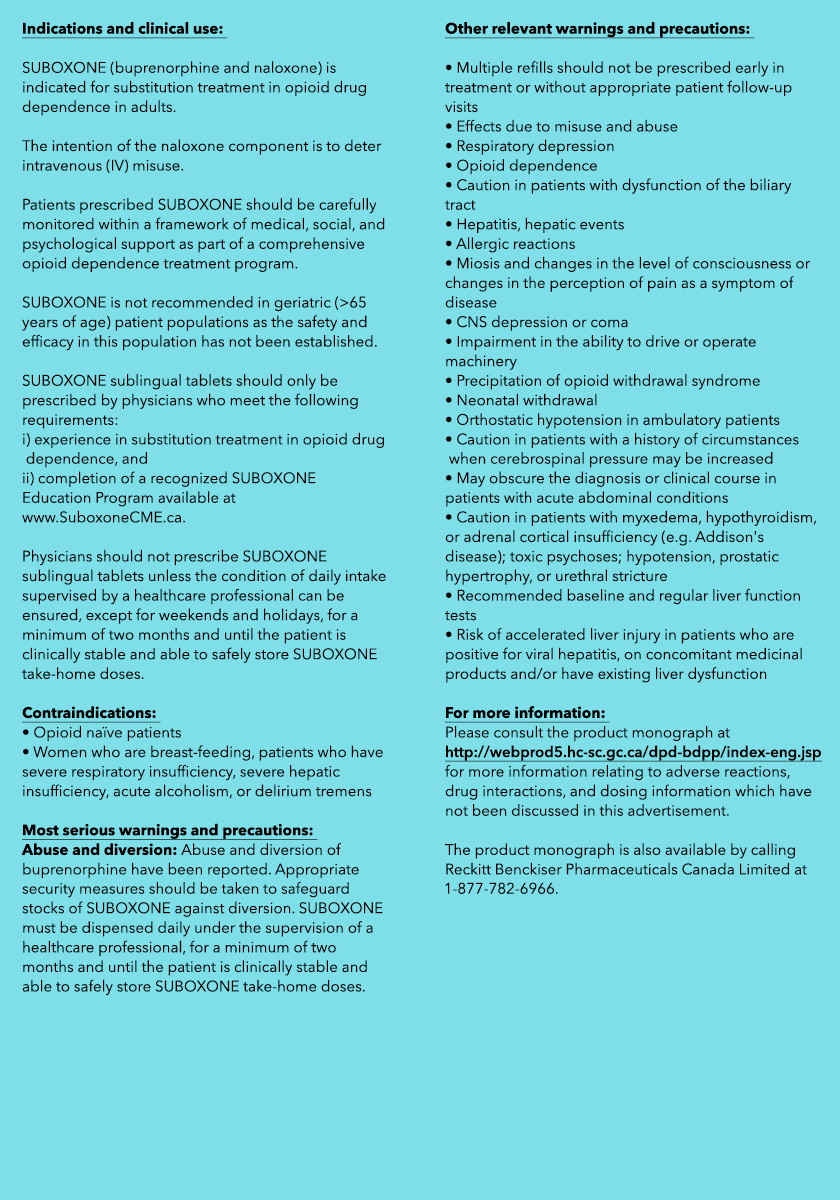 Indications and clinical use:
SUBOXONE (buprenorphine and naloxone) is
indicated for substitution treatment in opioid drug
dependence in adults.
The intention of the naloxone component is to deter
intravenous (IV) misuse.
Patients prescribed SUBOXONE should be carefully
monitored within a framework of medical, social, and
psychological support as part of a comprehensive
opioid dependence treatment program.
SUBOXONE is not recommended in geriatric (>65
years of age) patient populations as the safety and
efficacy in this population has not been established.
SUBOXONE sublingual tablets should only be
prescribed by physicians who meet the following
requirements:
i) experience in substitution treatment in opioid drug
dependence, and
ii) completion of a recognized SUBOXONE
Education Program available at
www.SuboxoneCME.ca.
Physicians should not prescribe SUBOXONE
sublingual tablets unless the condition of daily intake
supervised by a healthcare professional can be
ensured, except for weekends and holidays, for a
minimum of two months and until the patient is
clinically stable and able to safely store SUBOXONE
take-home doses.
Contraindications:
• Opioid naïve patients
• Women who are breast-feeding, patients who have
severe respiratory insufficiency, severe hepatic
insufficiency, acute alcoholism, or delirium tremens
Most serious warnings and precautions:
Abuse and diversion: Abuse and diversion of
buprenorphine have been reported. Appropriate
security measures should be taken to safeguard
stocks of SUBOXONE against diversion. SUBOXONE
must be dispensed daily under the supervision of a
healthcare professional, for a minimum of two
months and until the patient is clinically stable and
able to safely store SUBOXONE take-home doses.
Other relevant warnings and precautions:
• Multiple refills should not be prescribed early in
treatment or without appropriate patient follow-up
visits
• Effects due to misuse and abuse
• Respiratory depression
• Opioid dependence
• Caution in patients with dysfunction of the biliary
tract
• Hepatitis, hepatic events
• Allergic reactions
• Miosis and changes in the level of consciousness or
changes in the perception of pain as a symptom of
disease
• CNS depression or coma
• Impairment in the ability to drive or operate
machinery
• Precipitation of opioid withdrawal syndrome
• Neonatal withdrawal
• Orthostatic hypotension in ambulatory patients
• Caution in patients with a history of circumstances
when cerebrospinal pressure may be increased
• May obscure the diagnosis or clinical course in
patients with acute abdominal conditions
• Caution in patients with myxedema, hypothyroidism,
or adrenal cortical insufficiency (e.g. Addison's
disease); toxic psychoses; hypotension, prostatic
hypertrophy, or urethral stricture
• Recommended baseline and regular liver function
tests
• Risk of accelerated liver injury in patients who are
positive for viral hepatitis, on concomitant medicinal
products and/or have existing liver dysfunction
For more information:
Please consult the product monograph at
http://webprod5.hc-sc.gc.ca/dpd-bdpp/index-eng.jsp
for more information relating to adverse reactions,
drug interactions, and dosing information which have
not been discussed in this advertisement.
The product monograph is also available by calling
Reckitt Benckiser Pharmaceuticals Canada Limited at
1-877-782-6966.